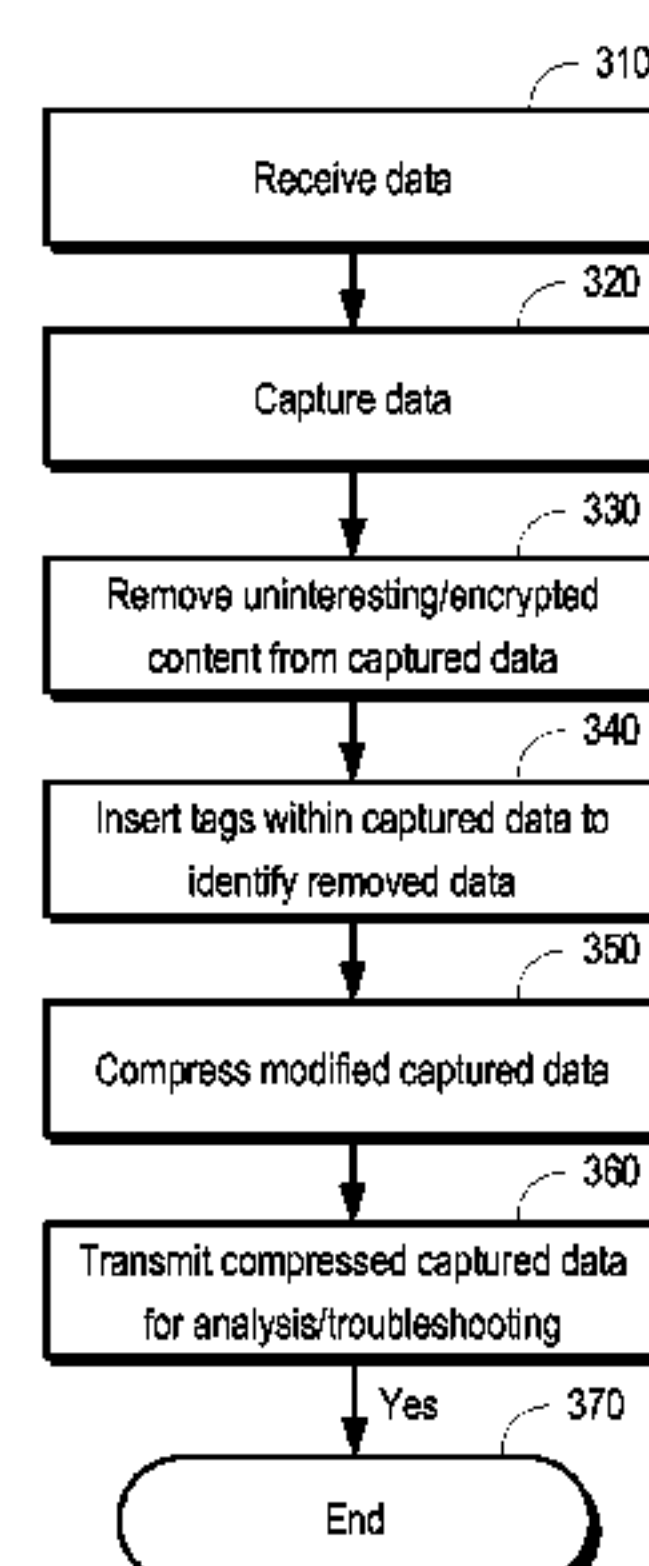 310
Receive data
320
Capture data
330
Remove uninteresting/encrypted
content from captured data
340
Insert tags within captured data to
identify removed data
350
Compress modified captured data
360
Transmit compressed captured data
for analysis/troubleshooting
Yes
370
End